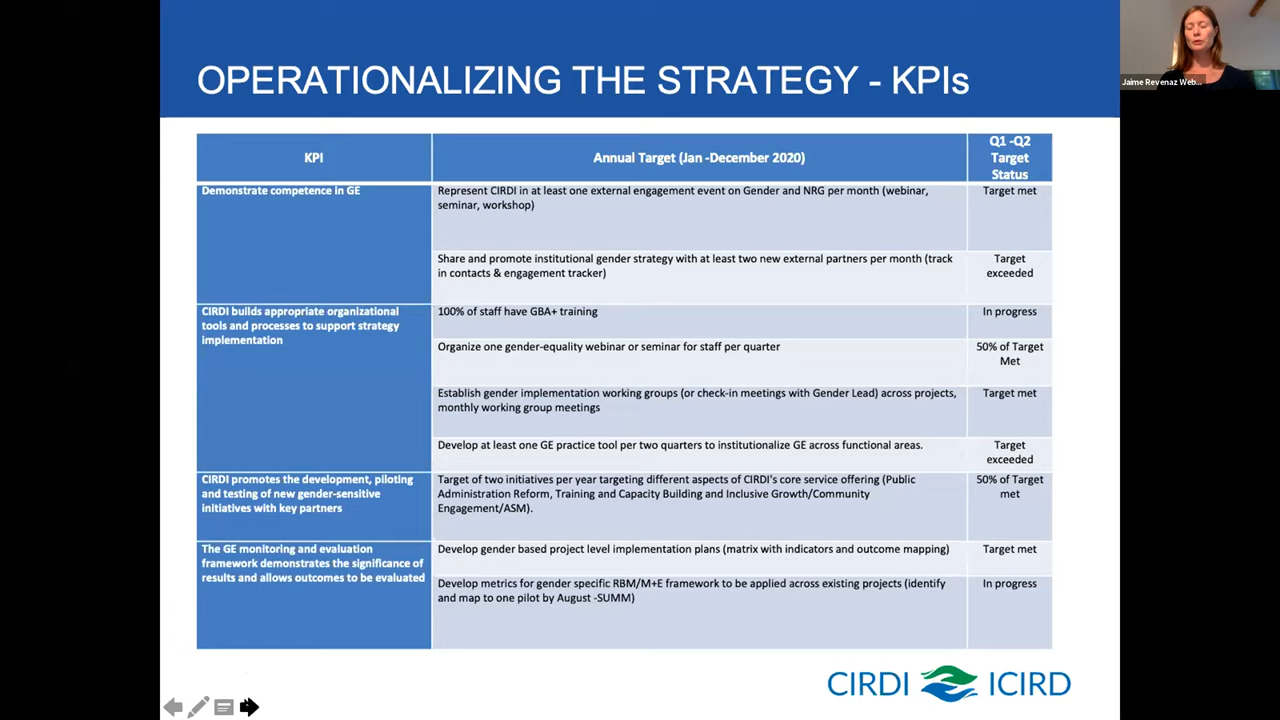 OPERATIONALIZING THE STRATEGY - KPIs
Jaime Revenaz Web...
KPI
Annual Target (Jan -December 2020)
Q1 -Q2
Target
Status
Demonstrate competence in GE
Represent CIRDI in at least one external engagement event on Gender and NRG per month (webinar,
seminar, workshop)
Target met
Share and promote institutional gender strategy with at least two new external partners per month (track
in contacts & engagement tracker)
Target
exceeded
CIRDI builds appropriate organizational
tools and processes to support strategy
implementation
100% of staff have GBA+ training
In progress
Organize one gender-equality webinar or seminar for staff per quarter
50% of Target
Met
Establish gender implementation working groups (or check-in meetings with Gender Lead) across projects,
monthly working group meetings
Target met
Develop at least one GE practice tool per two quarters to institutionalize GE across functional areas.
Target
exceeded
CIRDI promotes the development, piloting
and testing of new gender-sensitive
initiatives with key partners
Target of two initiatives per year targeting different aspects of CIRDI's core service offering (Public
Administration Reform, Training and Capacity Building and Inclusive Growth/Community
Engagement/ASM).
50% of Target
met
The GE monitoring and evaluation
framework demonstrates the significance of
results and allows outcomes to be evaluated
Develop gender based project level implementation plans (matrix with indicators and outcome mapping)
Target met
Develop metrics for gender specific RBM/M+E framework to be applied across existing projects (identify
and map to one pilot by August -SUMM)
In progress
CIRDI ICIRD